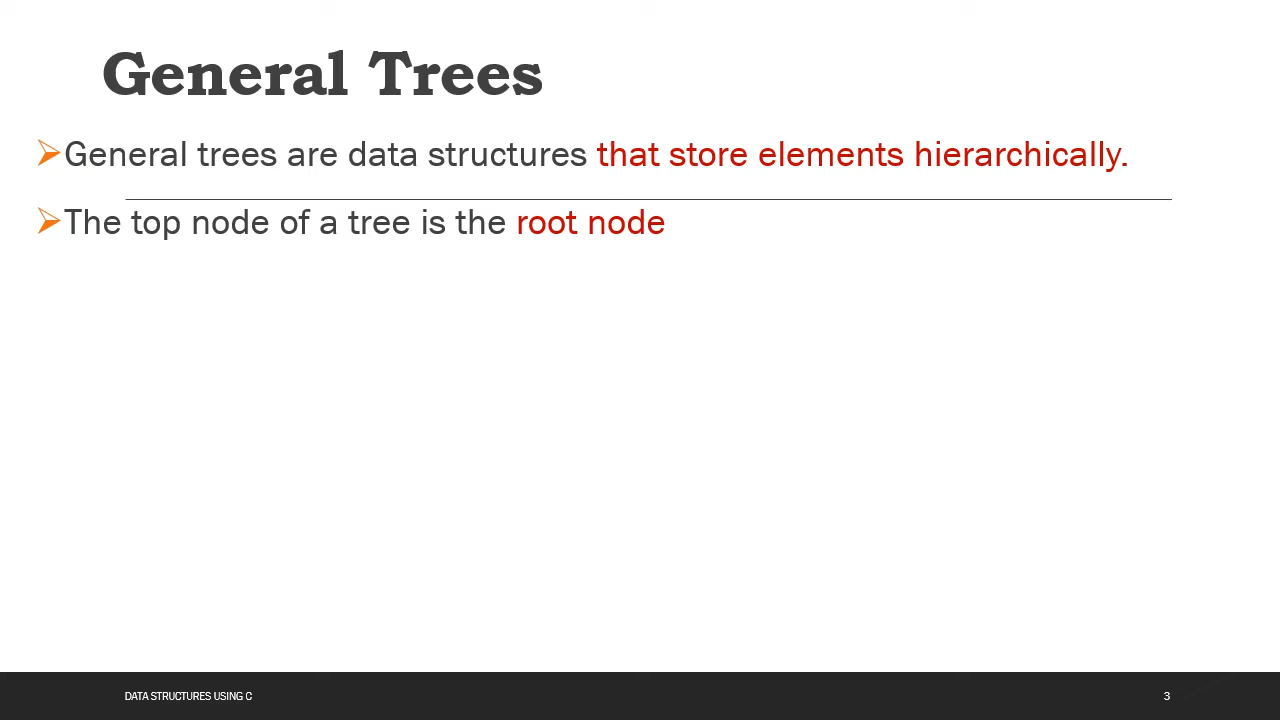 General Trees
➢General trees are data structures that store elements hierarchically.
➢The top node of a tree is the root node
DATA STRUCTURES USING C
3